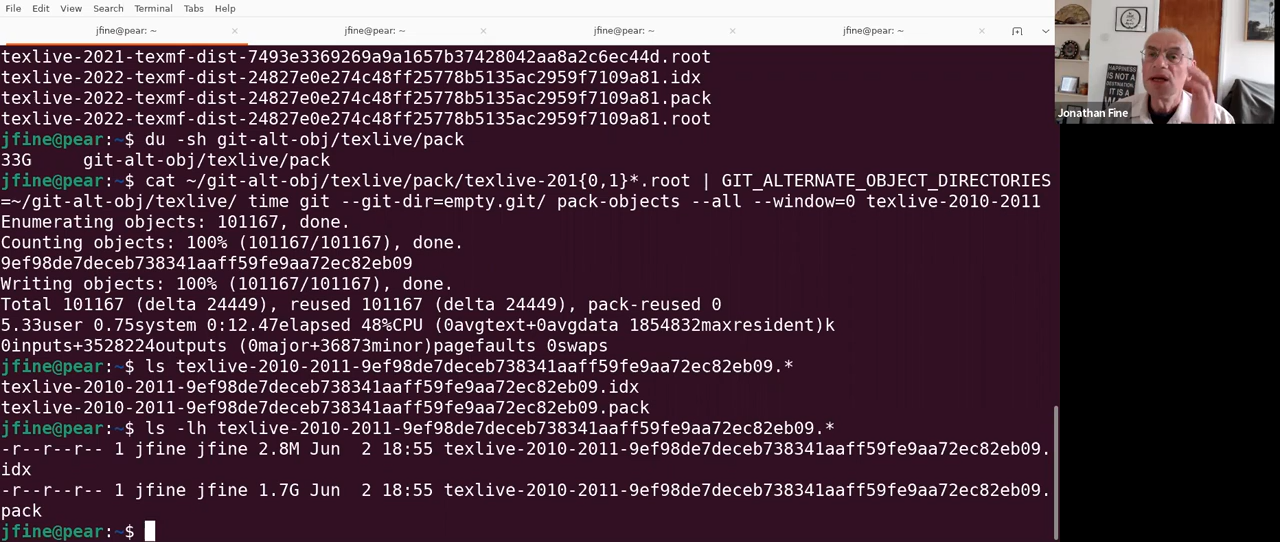 File Edit View Search Terminal Tabs Help
jfine@pear: ~ × jfine@pear: ~ × jfine@pear: ~ × jfine@pear: ~ ×
texlive-2021-texmf-dist-7493e3369269a9a1657b37428042aa8a2c6ec44d.root
texlive-2022-texmf-dist-24827e0e274c48ff25778b5135ac2959f7109a81.idx
texlive-2022-texmf-dist-24827e0e274c48ff25778b5135ac2959f7109a81.pack
texlive-2022-texmf-dist-24827e0e274c48ff25778b5135ac2959f7109a81.root
jfine@pear:~$ du -sh git-alt-obj/texlive/pack
33G     git-alt-obj/texlive/pack
jfine@pear:~$ cat ~/git-alt-obj/texlive/pack/texlive-201{0,1}*.root | GIT_ALTERNATE_OBJECT_DIRECTORIES
=~/git-alt-obj/texlive/ time git --git-dir=empty.git/ pack-objects --all --window=0 texlive-2010-2011
Enumerating objects: 101167, done.
Counting objects: 100% (101167/101167), done.
9ef98de7deceb738341aaff59fe9aa72ec82eb09
Writing objects: 100% (101167/101167), done.
Total 101167 (delta 24449), reused 101167 (delta 24449), pack-reused 0
5.33user 0.75system 0:12.47elapsed 48%CPU (0avgtext+0avgdata 1854832maxresident)k
0inputs+3528224outputs (0major+36873minor)pagefaults 0swaps
jfine@pear:~$ ls texlive-2010-2011-9ef98de7deceb738341aaff59fe9aa72ec82eb09.*
texlive-2010-2011-9ef98de7deceb738341aaff59fe9aa72ec82eb09.idx
texlive-2010-2011-9ef98de7deceb738341aaff59fe9aa72ec82eb09.pack
jfine@pear:~$ ls -lh texlive-2010-2011-9ef98de7deceb738341aaff59fe9aa72ec82eb09.*
-r--r--r-- 1 jfine jfine 2.8M Jun  2 18:55 texlive-2010-2011-9ef98de7deceb738341aaff59fe9aa72ec82eb09.
idx
-r--r--r-- 1 jfine jfine 1.7G Jun  2 18:55 texlive-2010-2011-9ef98de7deceb738341aaff59fe9aa72ec82eb09.
pack
jfine@pear:~$
HAPPINESS
IS NOT A
DESTINATION
IT IS A
Jonathan Fine